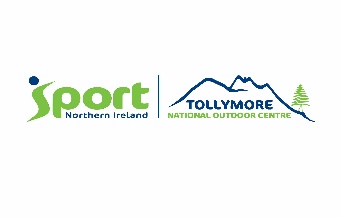 Sport
Northern Ireland
TOLLYMORE
NATIONAL OUTDOOR CENTRE